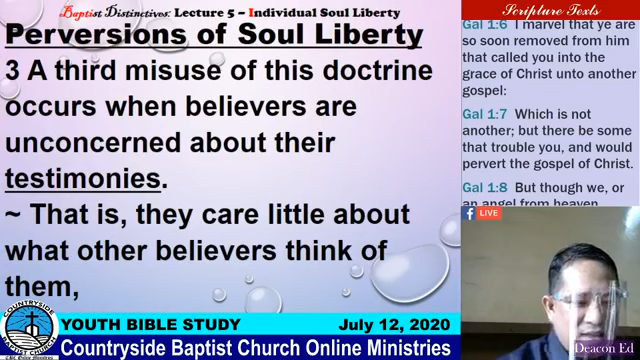 Baptist Distinctives: Lecture 5 – Individual Soul Liberty
Perversions of Soul Liberty
3 A third misuse of this doctrine
occurs when believers are
unconcerned about their
testimonies.
~ That is, they care little about
what other believers think of
them,
Scripture Texts
Gal 1:6 I marvel that ye are
so soon removed from him
that called you into the
grace of Christ unto another
gospel:
Gal 1:7 Which is not
another; but there be some
that trouble you, and would
pervert the gospel of Christ.
Gal 1:8 But though we, or
an angel from heaven,
f LIVE
Deacon Ed
COUNTRYSIDE
BAPTIST CHURCH
YOUTH BIBLE STUDY July 12, 2020
Countryside Baptist Church Online Ministries